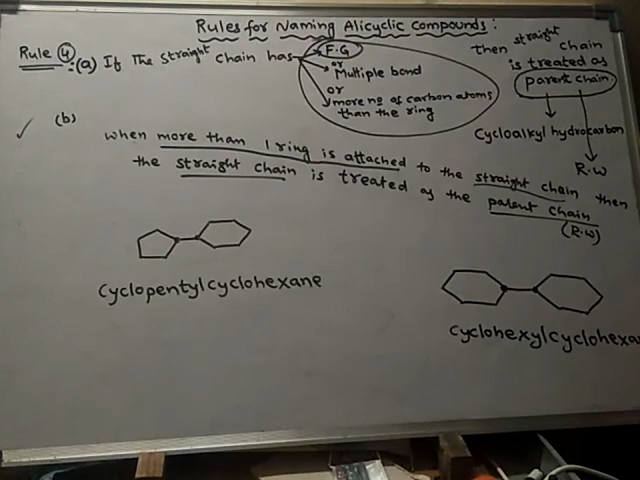 Rules for Naming Alicyclic Compounds:
Rule ④:-(a) If The straight chain has
F.G
or
Multiple bond
or
more no of carbon atoms
than the ring
then straight chain
is treated as
parent chain
Cycloalkyl hydrocarbon
R.W
(b)
when more than 1 ring is attached to the straight chain then
the straight chain is treated as the parent chain
(R.W)
Cyclopentylcyclohexane
Cyclohexylcyclohexa